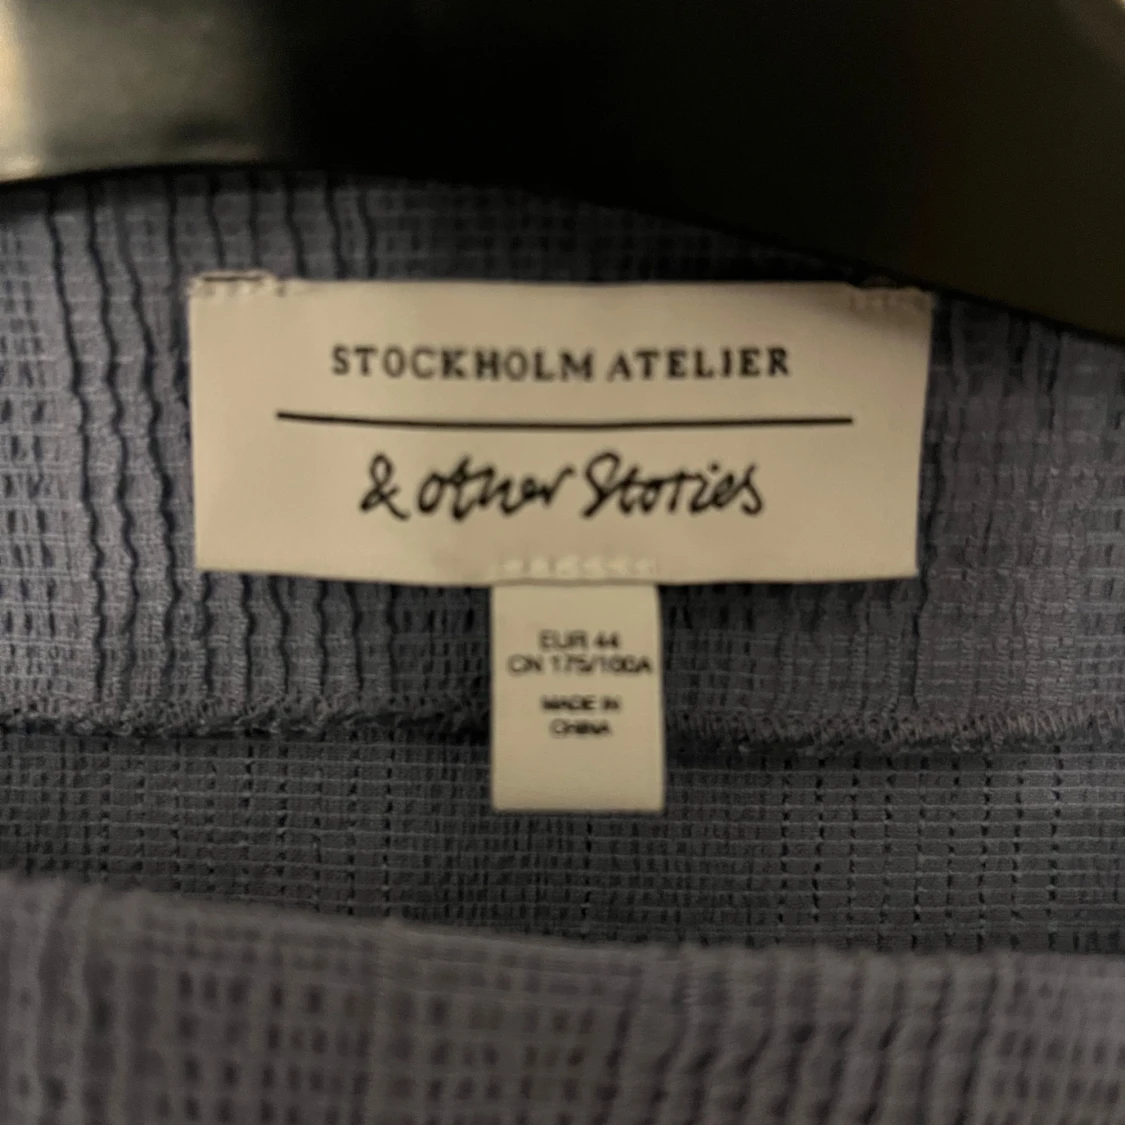 STOCKHOLM ATELIER
& other Stories
EUR 44
CN 175/100A
MADE IN
CHINA